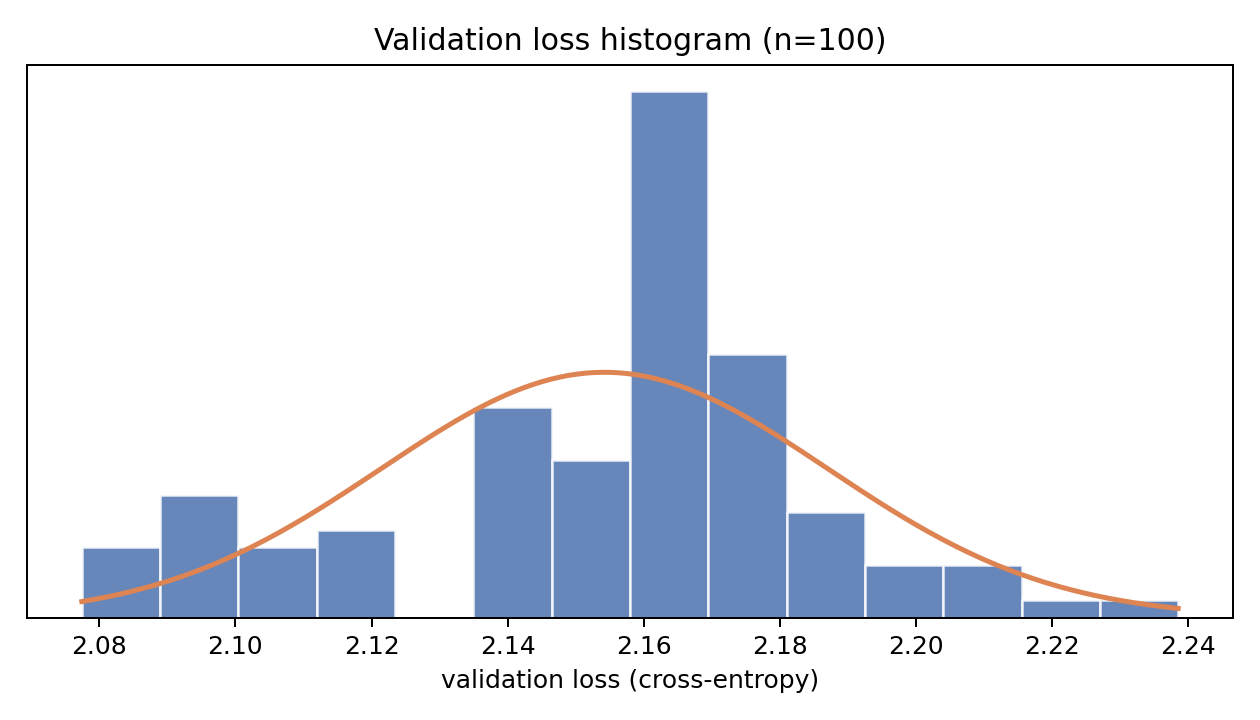 Validation loss histogram (n=100)
2.08 2.10 2.12 2.14 2.16 2.18 2.20 2.22 2.24
validation loss (cross-entropy)